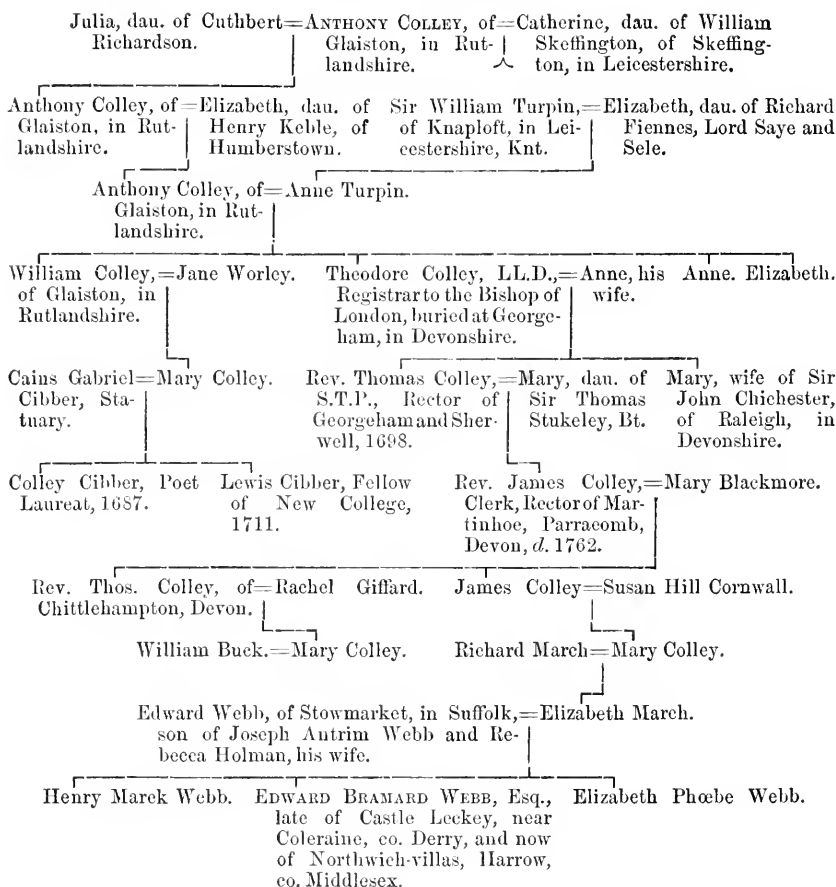 Julia, dau. of Cuthbert=ANTHONY COLLEY, of=Catherine, dau. of William
Richardson. Glaiston, in Rut- Skeffington, of Skeffing-
landshire. ton, in Leicestershire.
Anthony Colley, of=Elizabeth, dau. of Sir William Turpin,=Elizabeth, dau. of Richard
Glaiston, in Rut- Henry Keble, of of Knaploft, in Lei- Fiennes, Lord Saye and
landshire. Humberstown. cestershire, Knt. Sele.
Anthony Colley, of=Anne Turpin.
Glaiston, in Rut-
landshire.
William Colley,=Jane Worley. Theodore Colley, LL.D.,=Anne, his Anne. Elizabeth.
of Glaiston, in Registrar to the Bishop of wife.
Rutlandshire. London, buried at George-
ham, in Devonshire.
Caius Gabriel=Mary Colley. Rev. Thomas Colley,=Mary, dau. of Mary, wife of Sir
Cibber, Sta- S.T.P., Rector of Sir Thomas John Chichester,
tuary. Georgeham and Sher- Stukeley, Bt. of Raleigh, in
well, 1698. Devonshire.
Colley Cibber, Poet Lewis Cibber, Fellow Rev. James Colley,=Mary Blackmore.
Laureat, 1687. of New College, Clerk, Rector of Mar-
1711. tinhoe, Parracomb,
Devon, d. 1762.
Rev. Thos. Colley, of=Rachel Giffard. James Colley=Susan Hill Cornwall.
Chittlehampton, Devon.
William Buck.=Mary Colley. Richard March=Mary Colley.
Edward Webb, of Stowmarket, in Suffolk,=Elizabeth March.
son of Joseph Antrim Webb and Re-
becca Holman, his wife.
Henry Marek Webb. EDWARD BRAMARD WEBB, Esq., Elizabeth Phœbe Webb.
late of Castle Leckey, near
Coleraine, co. Derry, and now
of Northwich-villas, Harrow,
co. Middlesex.